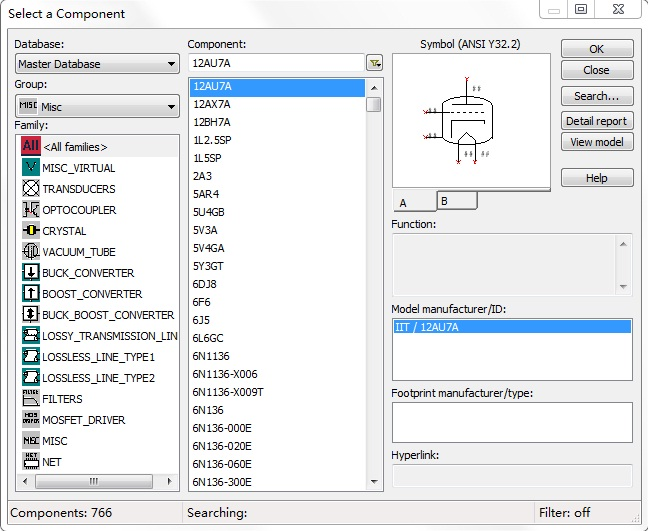 Select a Component
Database:
Master Database
Group:
MISC Misc
Family:
All <All families>
MISC_VIRTUAL
TRANSDUCERS
OPTOCOUPLER
CRYSTAL
VACUUM_TUBE
BUCK_CONVERTER
BOOST_CONVERTER
BUCK_BOOST_CONVERTER
LOSSY_TRANSMISSION_LIN
LOSSLESS_LINE_TYPE1
LOSSLESS_LINE_TYPE2
FILTERS
MOSFET_DRIVER
MISC MISC
NET NET
Component:
12AU7A
12AU7A
12AX7A
12BH7A
1L2.5SP
1L5SP
2A3
5AR4
5U4GB
5V3A
5V4GA
5Y3GT
6DJ8
6F6
6J5
6L6GC
6N1136
6N1136-X006
6N1136-X009T
6N136
6N136-000E
6N136-020E
6N136-060E
6N136-300E
Symbol (ANSI Y32.2)
##
##
##
##
##
A
B
Function:
Model manufacturer/ID:
IIT / 12AU7A
Footprint manufacturer/type:
Hyperlink:
OK
Close
Search...
Detail report
View model
Help
Components: 766
Searching:
Filter: off